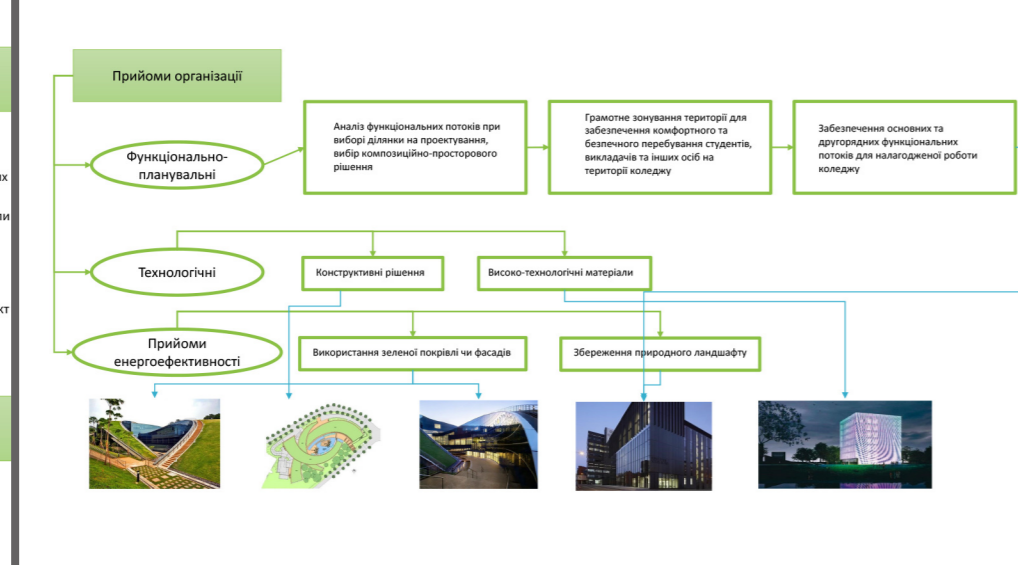 Прийоми організації
Функціонально-
планувальні
Аналіз функціональних потоків при
виборі ділянки на проектування,
вибір композиційно-просторового
рішення
Грамотне зонування території для
забезпечення комфортного та
безпечного перебування студентів,
викладачів та інших осіб на
території коледжу
Забезпечення основних та
другорядних функціональних
потоків для налагодженої роботи
коледжу
Технологічні
Конструктивні рішення
Високо-технологічні матеріали
Прийоми
енергоефективності
Використання зеленої покрівлі чи фасадів
Збереження природного ландшафту